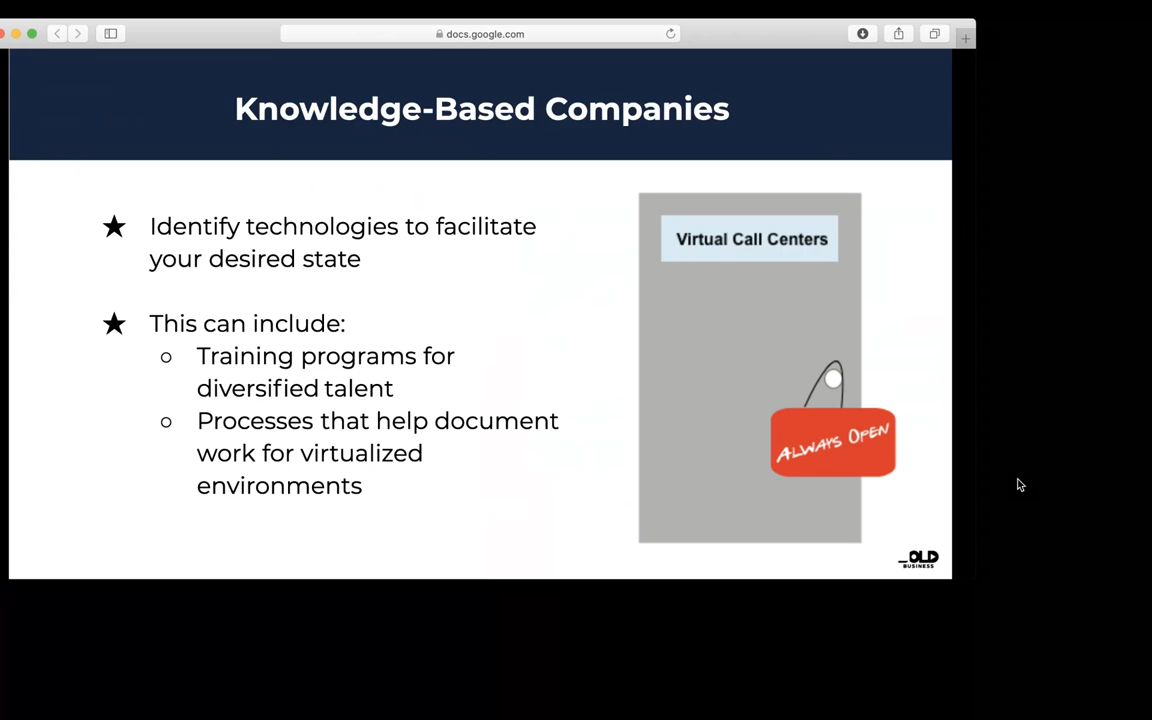 docs.google.com
Knowledge-Based Companies
★ Identify technologies to facilitate
your desired state
★ This can include:
○ Training programs for
diversified talent
○ Processes that help document
work for virtualized
environments
Virtual Call Centers
ALWAYS OPEN
_OLD
BUSINESS